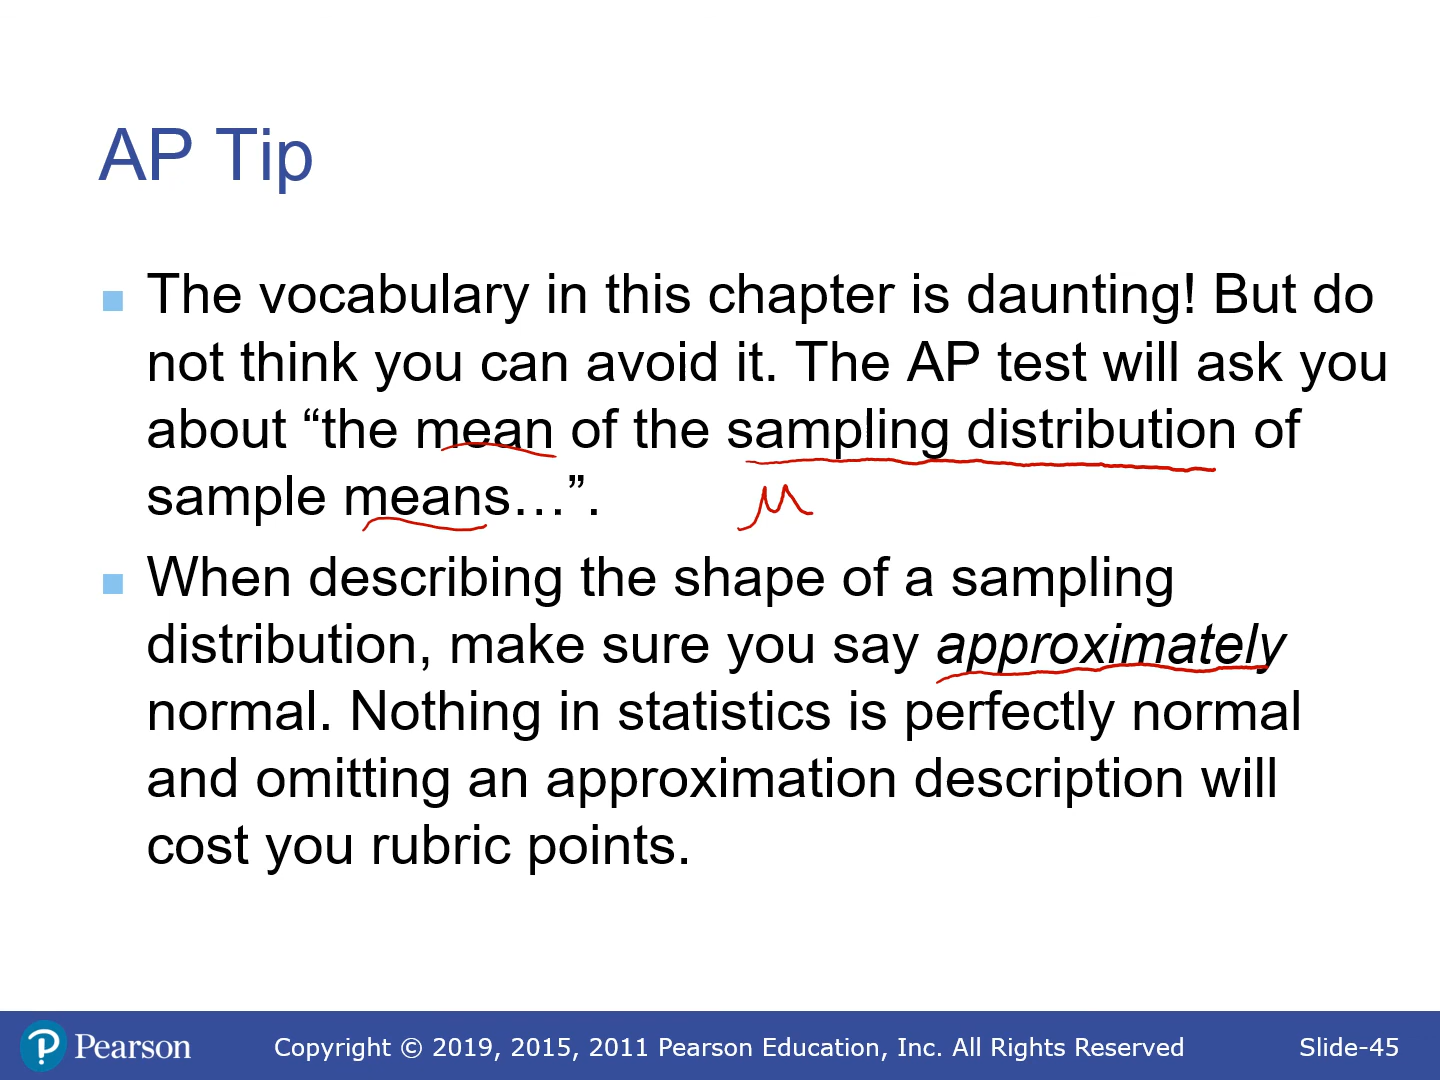 AP Tip
The vocabulary in this chapter is daunting! But do
not think you can avoid it. The AP test will ask you
about “the mean of the sampling distribution of
sample means…”.
μ
When describing the shape of a sampling
distribution, make sure you say approximately
normal. Nothing in statistics is perfectly normal
and omitting an approximation description will
cost you rubric points.
Pearson
Copyright © 2019, 2015, 2011 Pearson Education, Inc. All Rights Reserved
Slide-45